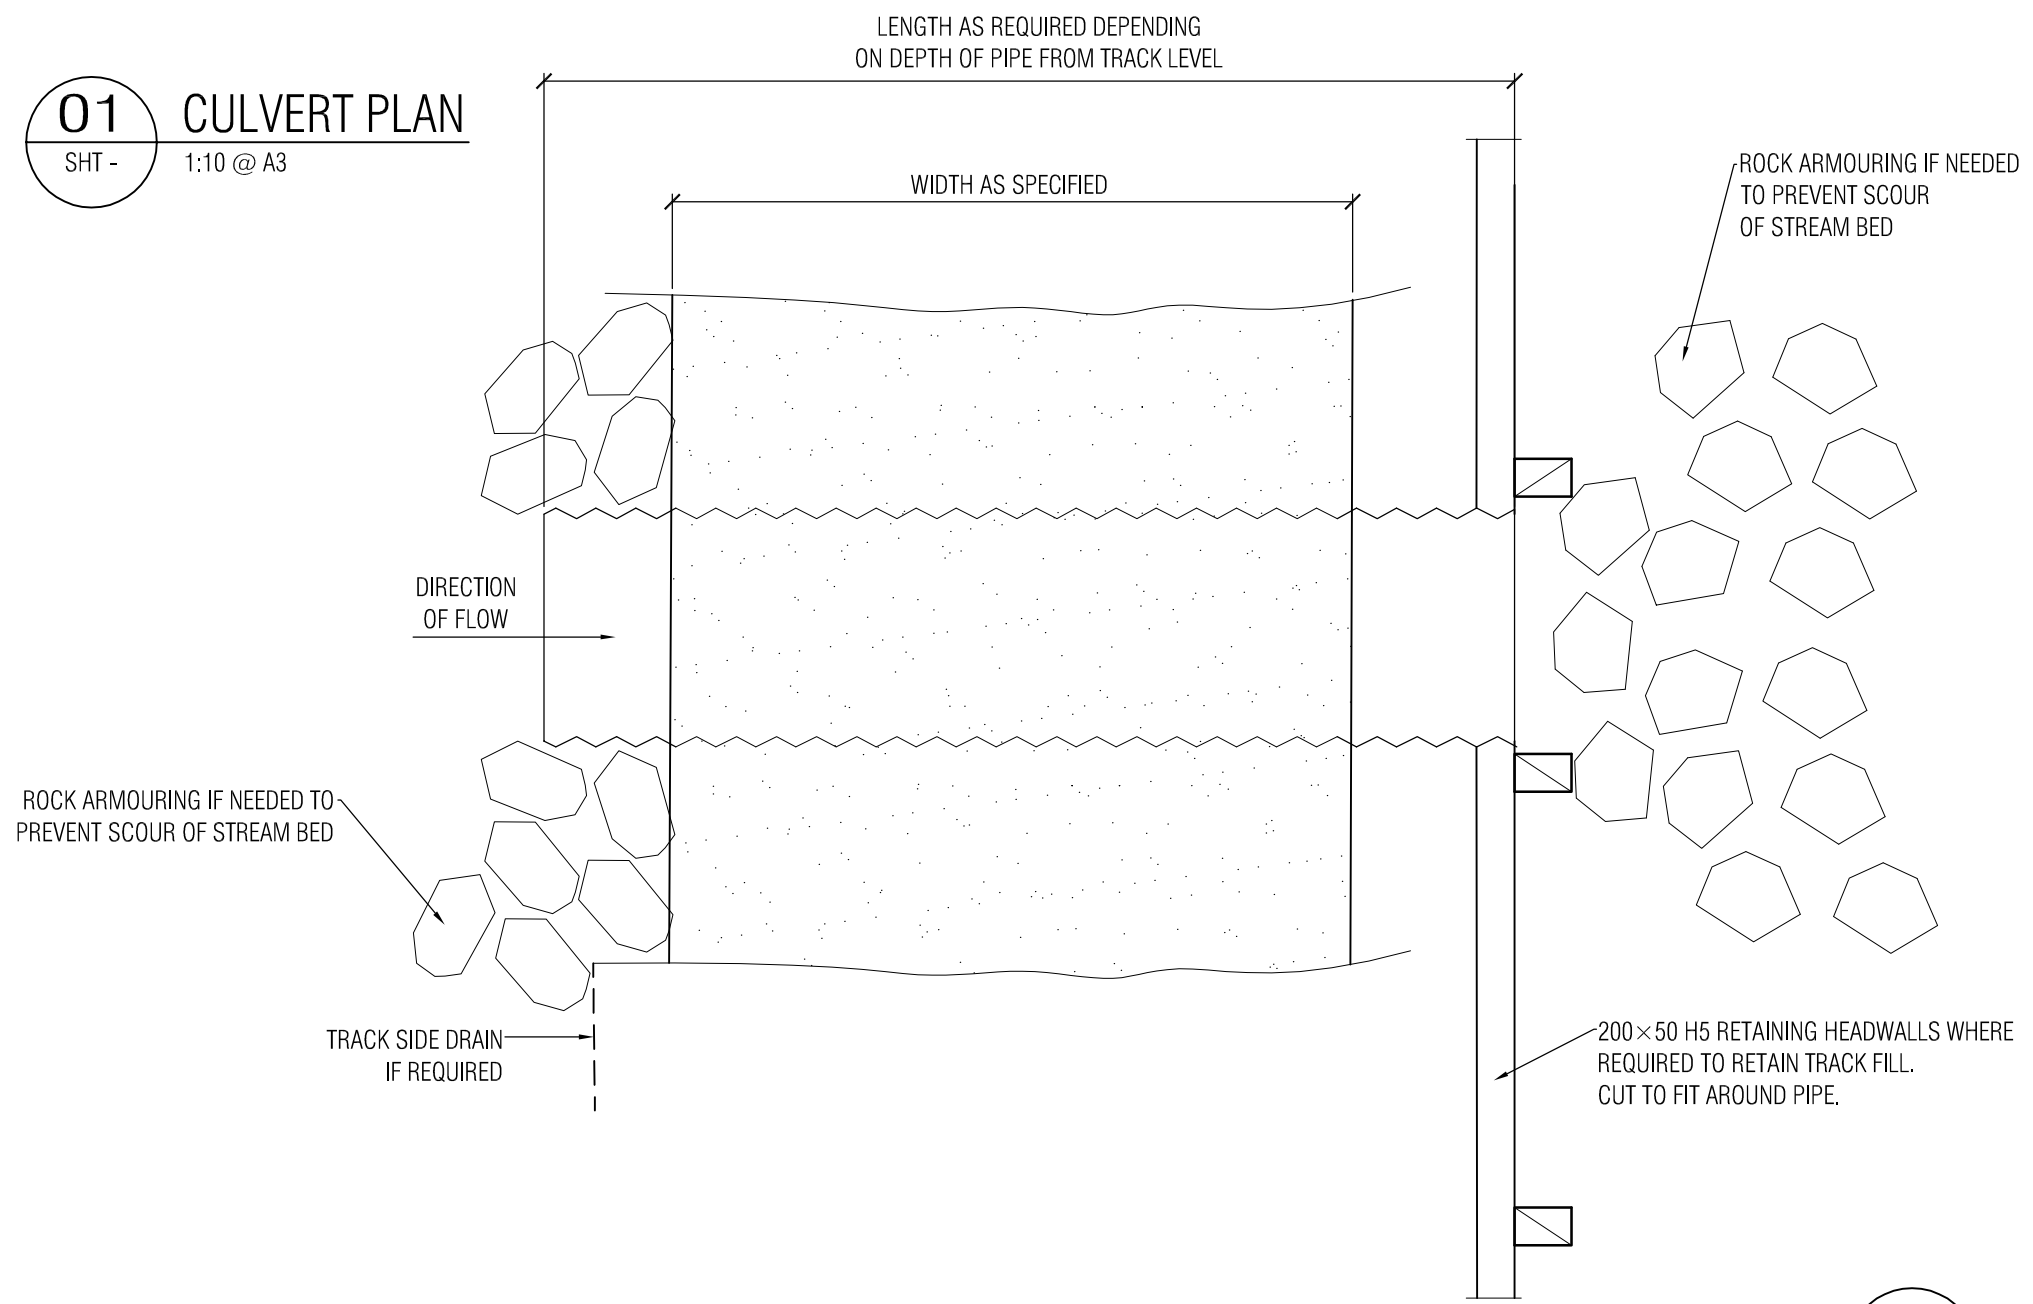 LENGTH AS REQUIRED DEPENDING
ON DEPTH OF PIPE FROM TRACK LEVEL
01
CULVERT PLAN
SHT -
1:10 @ A3
WIDTH AS SPECIFIED
ROCK ARMOURING IF NEEDED
TO PREVENT SCOUR
OF STREAM BED
DIRECTION
OF FLOW
ROCK ARMOURING IF NEEDED TO
PREVENT SCOUR OF STREAM BED
TRACK SIDE DRAIN
IF REQUIRED
200×50 H5 RETAINING HEADWALLS WHERE
REQUIRED TO RETAIN TRACK FILL.
CUT TO FIT AROUND PIPE.